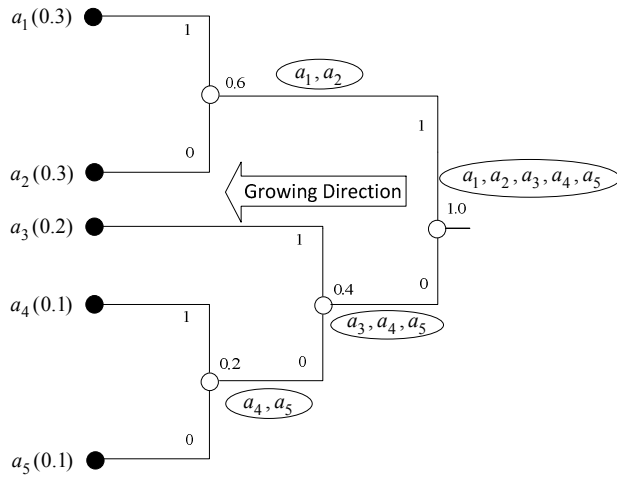 a₁(0.3)
1
0.6
a₁, a₂
0
1
a₂(0.3)
Growing Direction
a₁, a₂, a₃, a₄, a₅
1.0
a₃(0.2)
1
0.4
0
a₃, a₄, a₅
a₄(0.1)
1
0.2
0
a₄, a₅
0
a₅(0.1)